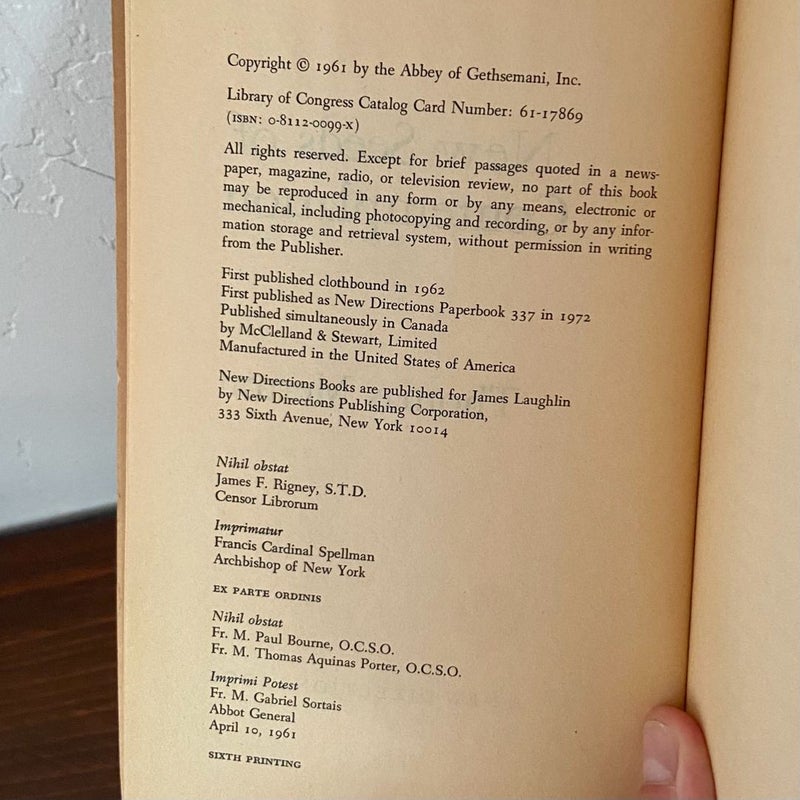 Copyright © 1961 by the Abbey of Gethsemani, Inc.
Library of Congress Catalog Card Number: 61-17869
(ISBN: 0-8112-0099-X)
All rights reserved. Except for brief passages quoted in a news-
paper, magazine, radio, or television review, no part of this book
may be reproduced in any form or by any means, electronic or
mechanical, including photocopying and recording, or by any infor-
mation storage and retrieval system, without permission in writing
from the Publisher.
First published clothbound in 1962
First published as New Directions Paperbook 337 in 1972
Published simultaneously in Canada
by McClelland & Stewart, Limited
Manufactured in the United States of America
New Directions Books are published for James Laughlin
by New Directions Publishing Corporation,
333 Sixth Avenue, New York 10014
Nihil obstat
James F. Rigney, S.T.D.
Censor Librorum
Imprimatur
Francis Cardinal Spellman
Archbishop of New York
EX PARTE ORDINIS
Nihil obstat
Fr. M. Paul Bourne, O.C.S.O.
Fr. M. Thomas Aquinas Porter, O.C.S.O.
Imprimi Potest
Fr. M. Gabriel Sortais
Abbot General
April 10, 1961
SIXTH PRINTING